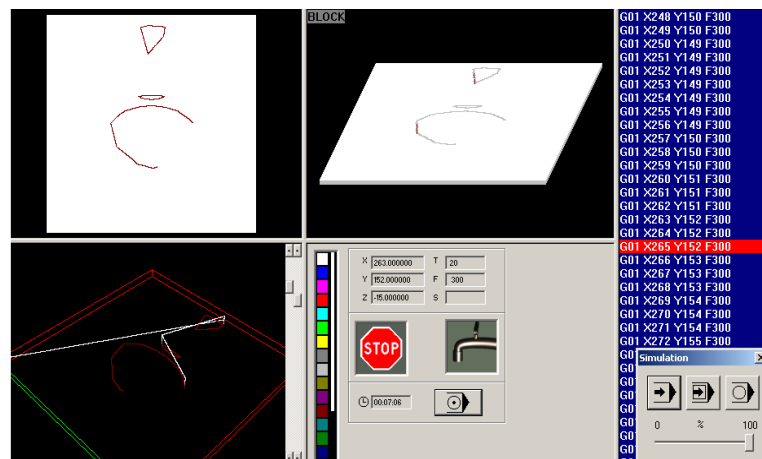 BLOCK
G01 X248 Y150 F300
G01 X249 Y150 F300
G01 X250 Y149 F300
G01 X251 Y149 F300
G01 X252 Y149 F300
G01 X253 Y149 F300
G01 X254 Y149 F300
G01 X255 Y149 F300
G01 X256 Y149 F300
G01 X257 Y150 F300
G01 X258 Y150 F300
G01 X259 Y150 F300
G01 X260 Y151 F300
G01 X261 Y151 F300
G01 X262 Y151 F300
G01 X263 Y152 F300
G01 X264 Y152 F300
G01 X265 Y152 F300
G01 X266 Y153 F300
G01 X267 Y153 F300
G01 X268 Y153 F300
G01 X269 Y154 F300
G01 X270 Y154 F300
G01 X271 Y154 F300
G01 X272 Y155 F300
X 263.000000 T 20
Y 152.000000 F 300
Z -15.000000 S
STOP
00:07:06
Simulation
0 % 100